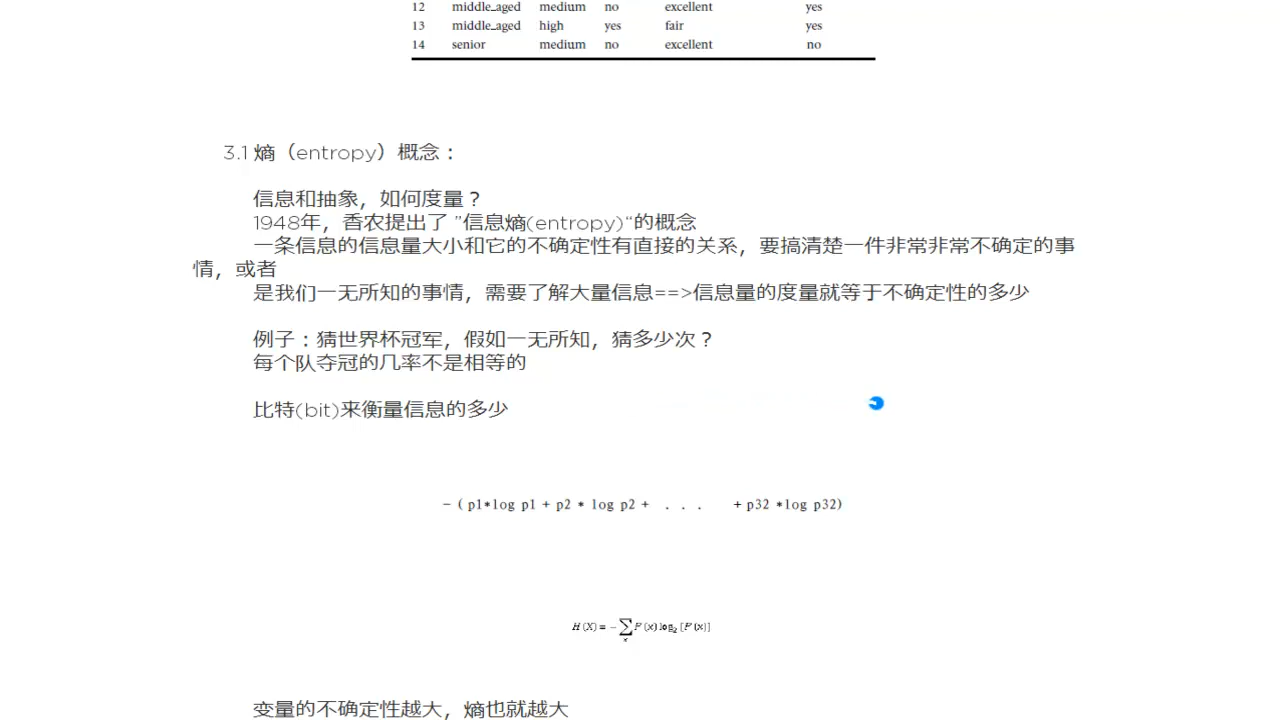 12 middle_aged medium no excellent yes
13 middle_aged high yes fair yes
14 senior medium no excellent no
3.1 熵（entropy）概念：
信息和抽象，如何度量？
1948年，香农提出了 ”信息熵(entropy)“的概念
一条信息的信息量大小和它的不确定性有直接的关系，要搞清楚一件非常非常不确定的事
情，或者
是我们一无所知的事情，需要了解大量信息==>信息量的度量就等于不确定性的多少
例子：猜世界杯冠军，假如一无所知，猜多少次？
每个队夺冠的几率不是相等的
比特(bit)来衡量信息的多少
- ( p1*log p1 + p2 * log p2 + . . . + p32 *log p32)
H(X) = -∑x P(x) log2 [P(x)]
变量的不确定性越大，熵也就越大